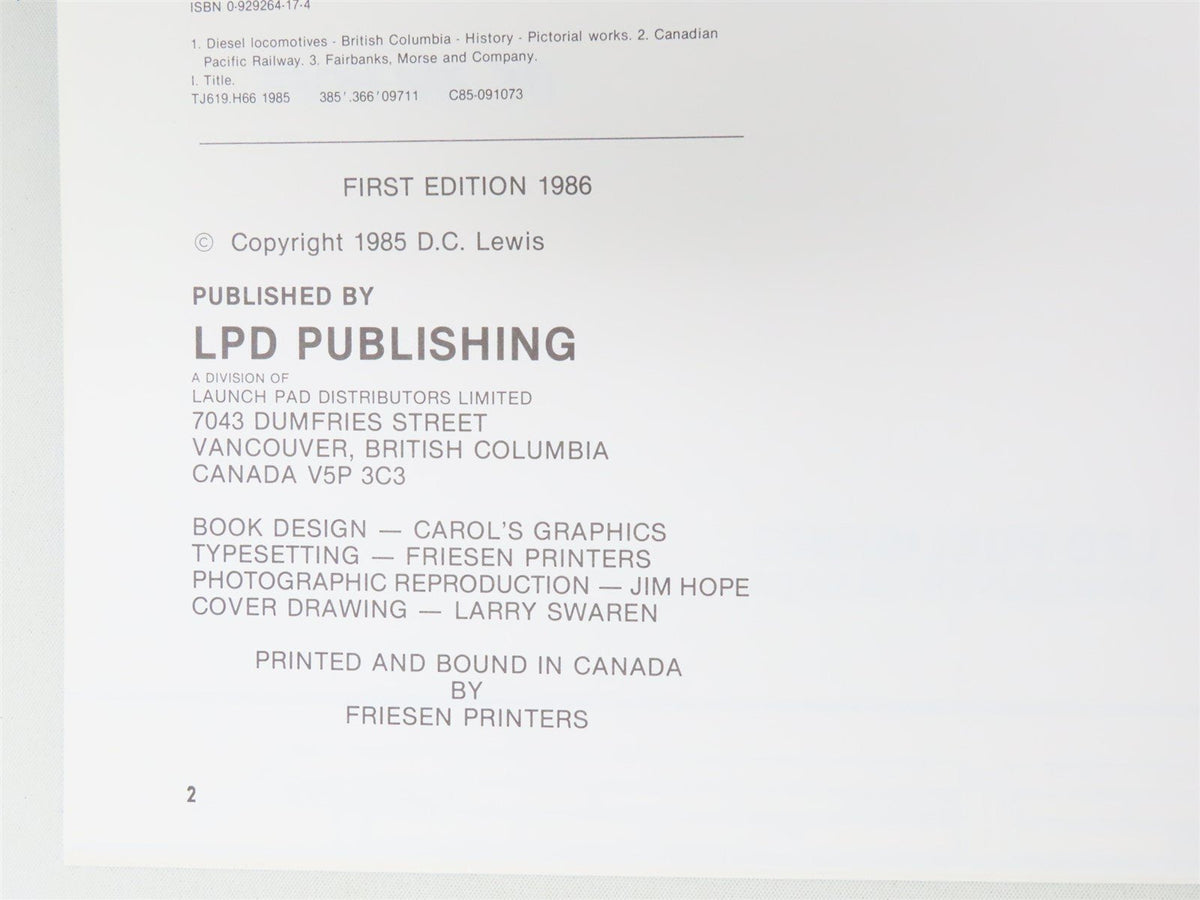 ISBN 0-929264-17-4
1. Diesel locomotives - British Columbia - History - Pictorial works. 2. Canadian
Pacific Railway. 3. Fairbanks, Morse and Company.
I. Title.
TJ619.H66 1985 385'.366'09711 C85-091073
FIRST EDITION 1986
© Copyright 1985 D.C. Lewis
PUBLISHED BY
LPD PUBLISHING
A DIVISION OF
LAUNCH PAD DISTRIBUTORS LIMITED
7043 DUMFRIES STREET
VANCOUVER, BRITISH COLUMBIA
CANADA V5P 3C3
BOOK DESIGN — CAROL'S GRAPHICS
TYPESETTING — FRIESEN PRINTERS
PHOTOGRAPHIC REPRODUCTION — JIM HOPE
COVER DRAWING — LARRY SWAREN
PRINTED AND BOUND IN CANADA
BY
FRIESEN PRINTERS
2